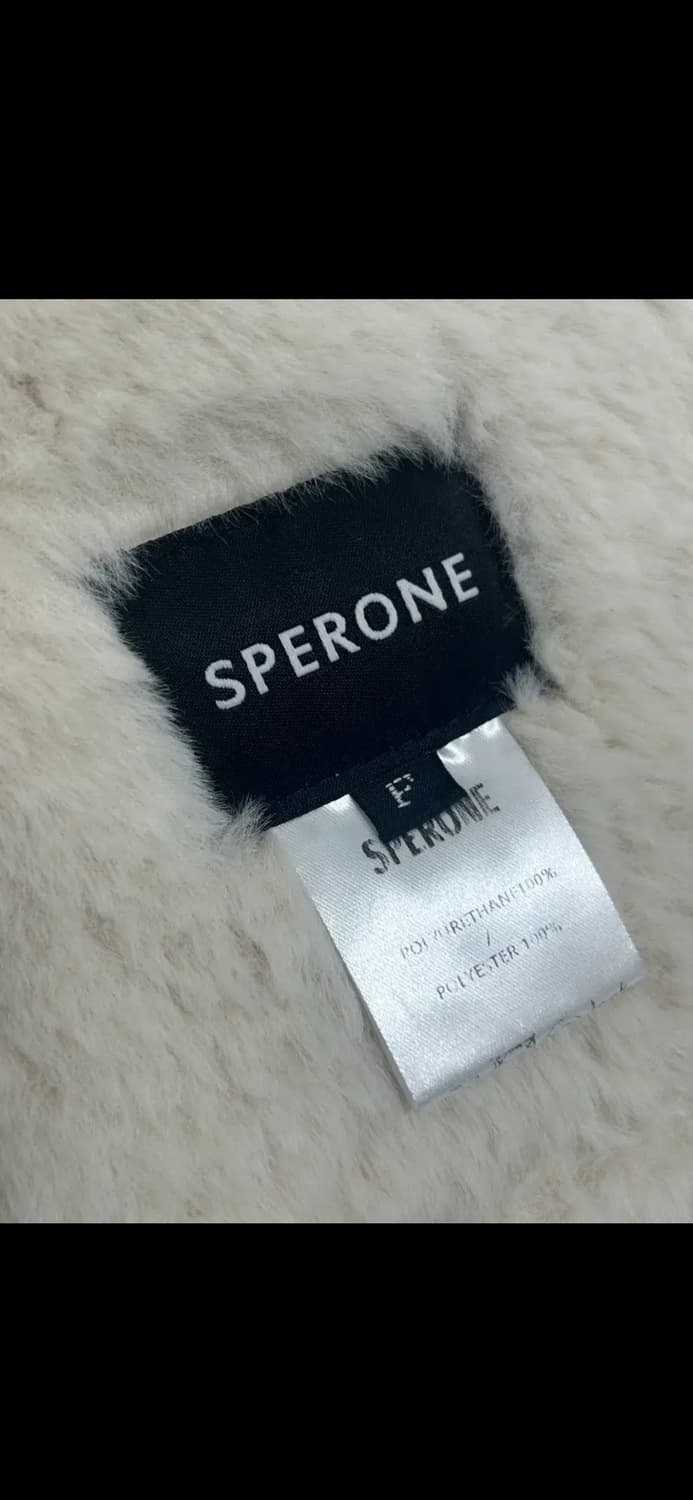 SPERONE
F
SPERONE
POLYURETHANE100%
/
POLYESTER 100%